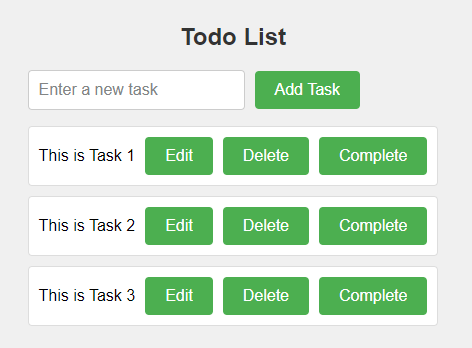 Todo List
Enter a new task Add Task
This is Task 1 Edit Delete Complete
This is Task 2 Edit Delete Complete
This is Task 3 Edit Delete Complete